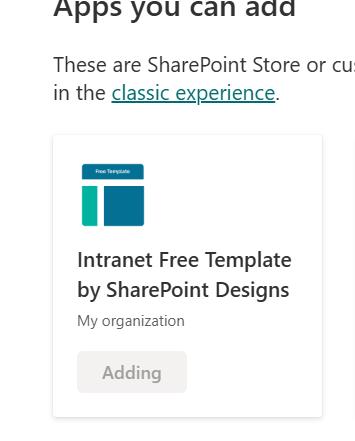 Apps you can add
These are SharePoint Store or
in the classic experience.
Free Template
Intranet Free Template
by SharePoint Designs
My organization
Adding